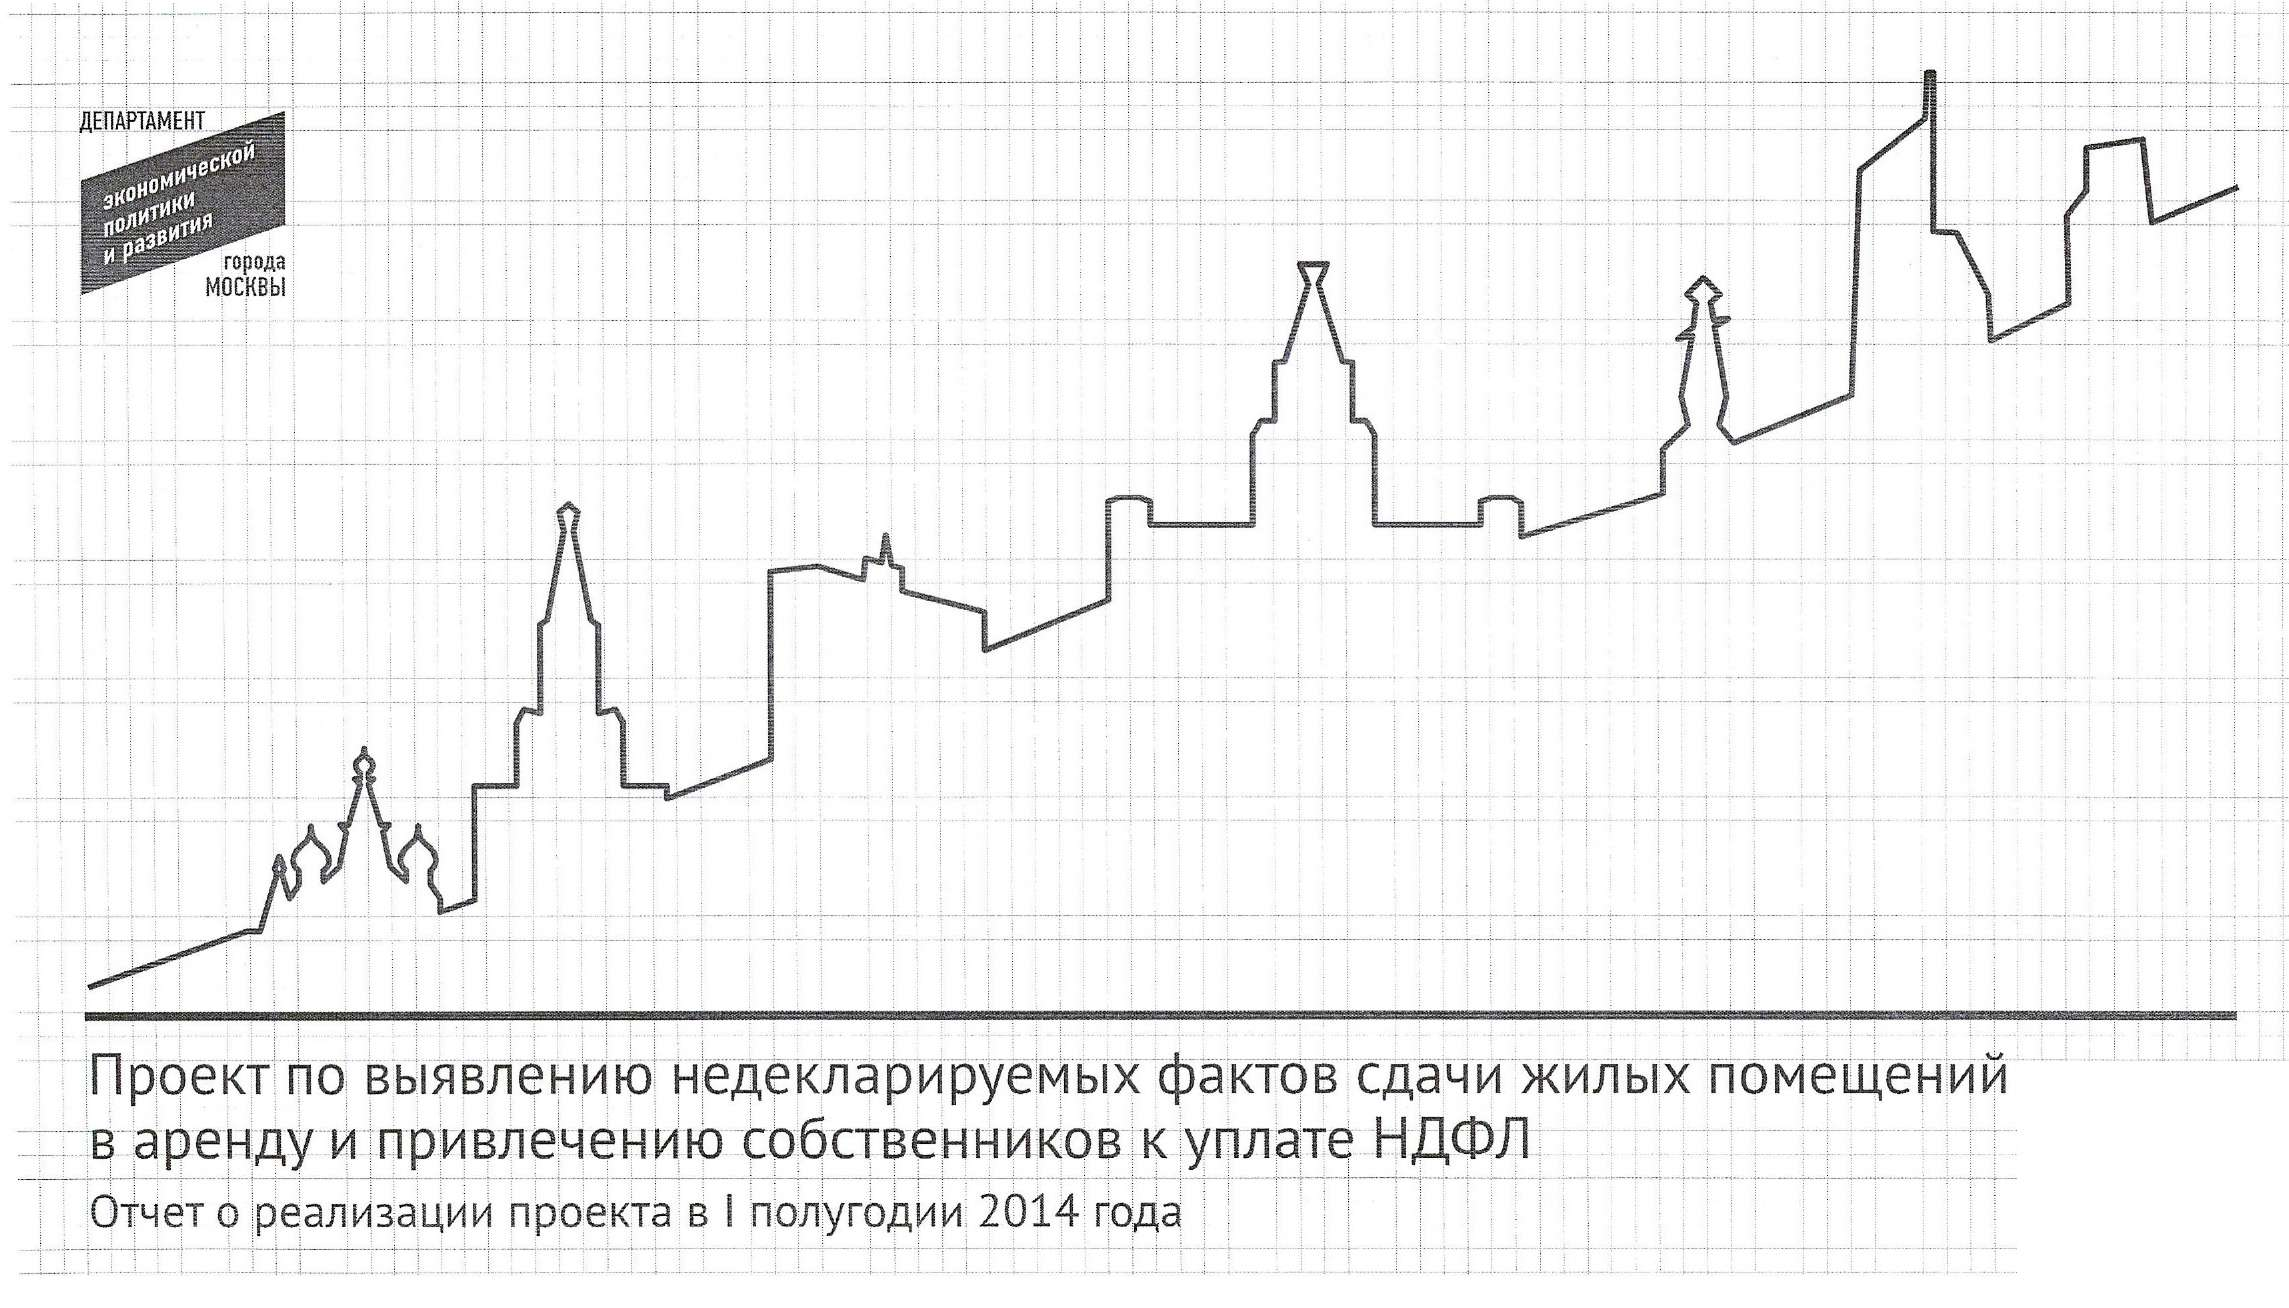 ДЕПАРТАМЕНТ
экономической
политики
и развития
города
МОСКВЫ
Проект по выявлению недекларируемых фактов сдачи жилых помещений
в аренду и привлечению собственников к уплате НДФЛ
Отчет о реализации проекта в I полугодии 2014 года